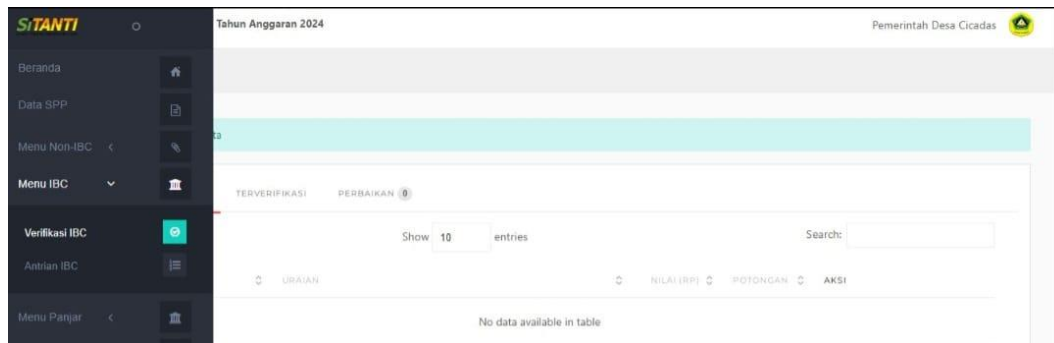 SiTANTI
Tahun Anggaran 2024
Pemerintah Desa Cicadas
Beranda
Data SPP
Menu Non-IBC
Menu IBC
Verifikasi IBC
Antrian IBC
Menu Panjar
ta
TERVERIFIKASI PERBAIKAN 0
Show 10 entries
Search:
URAIAN NILAI (RP) POTONGAN AKSI
No data available in table